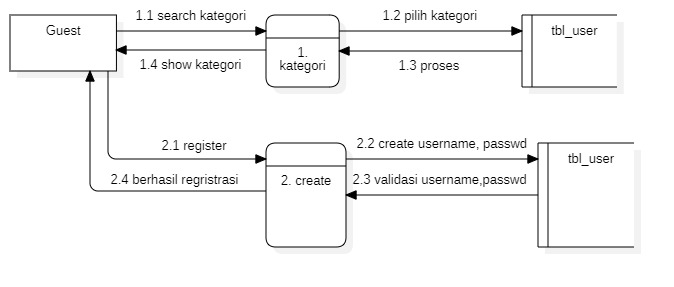 1.1 search kategori
1.2 pilih kategori
Guest
tbl_user
1.
kategori
1.4 show kategori
1.3 proses
2.1 register
2.2 create username, passwd
tbl_user
2.4 berhasil regristrasi
2. create
2.3 validasi username,passwd